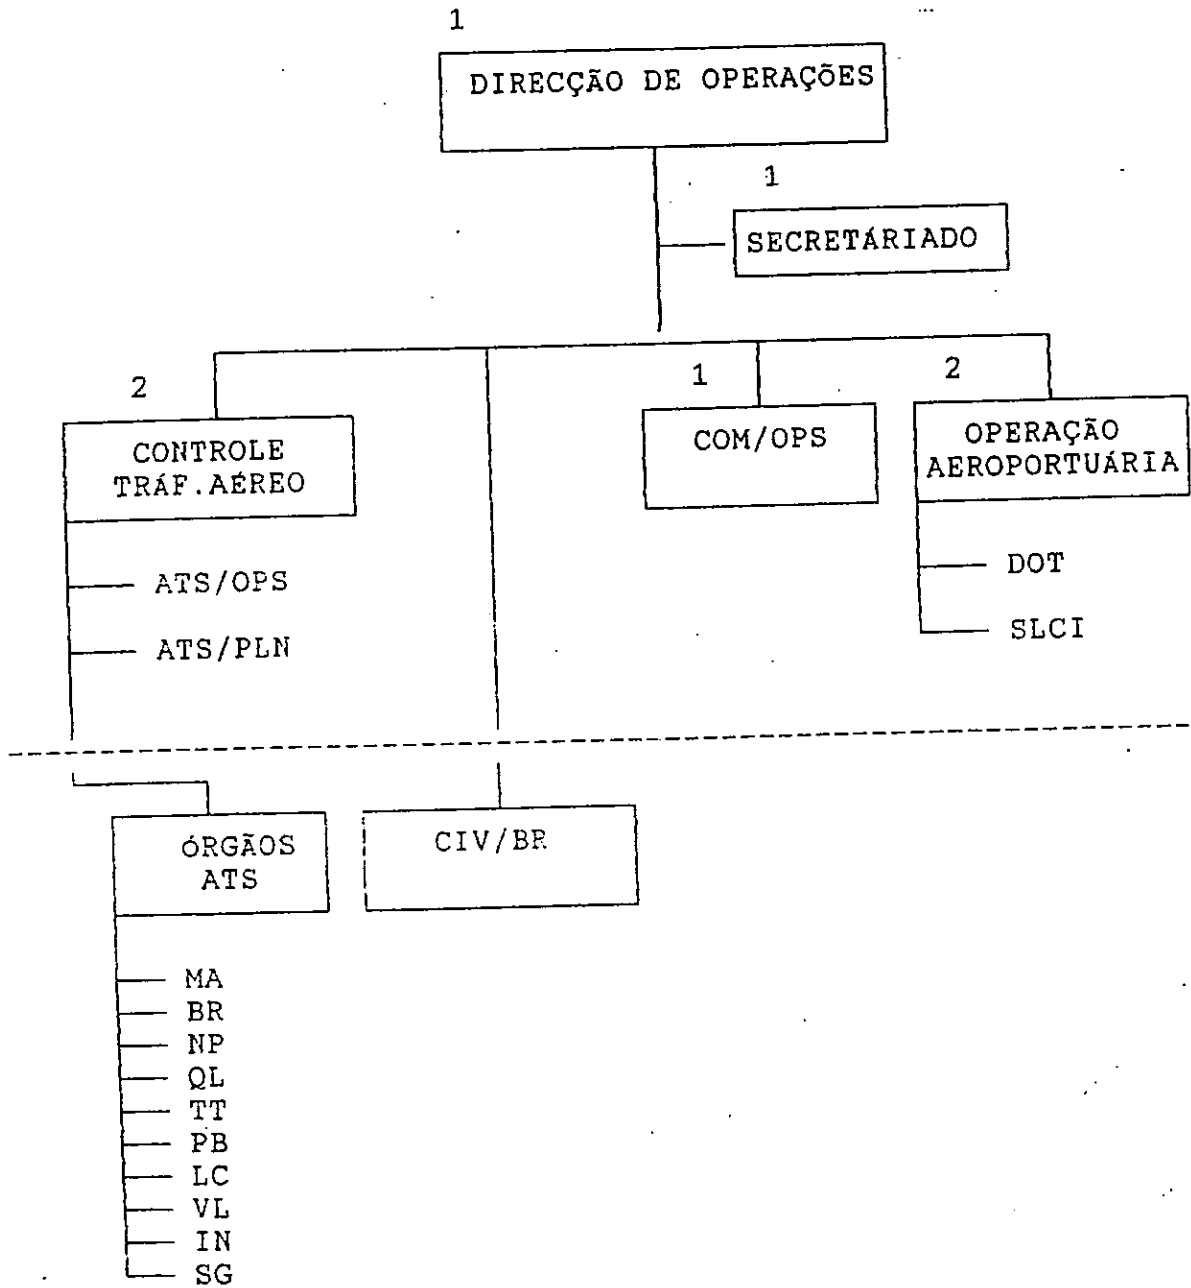 1
DIRECÇÃO DE OPERAÇÕES
1
SECRETÁRIADO
2
CONTROLE
TRÁF.AÉREO
ATS/OPS
ATS/PLN
1
COM/OPS
2
OPERAÇÃO
AEROPORTUÁRIA
DOT
SLCI
ÓRGÃOS
ATS
MA
BR
NP
QL
TT
PB
LC
VL
IN
SG
CIV/BR